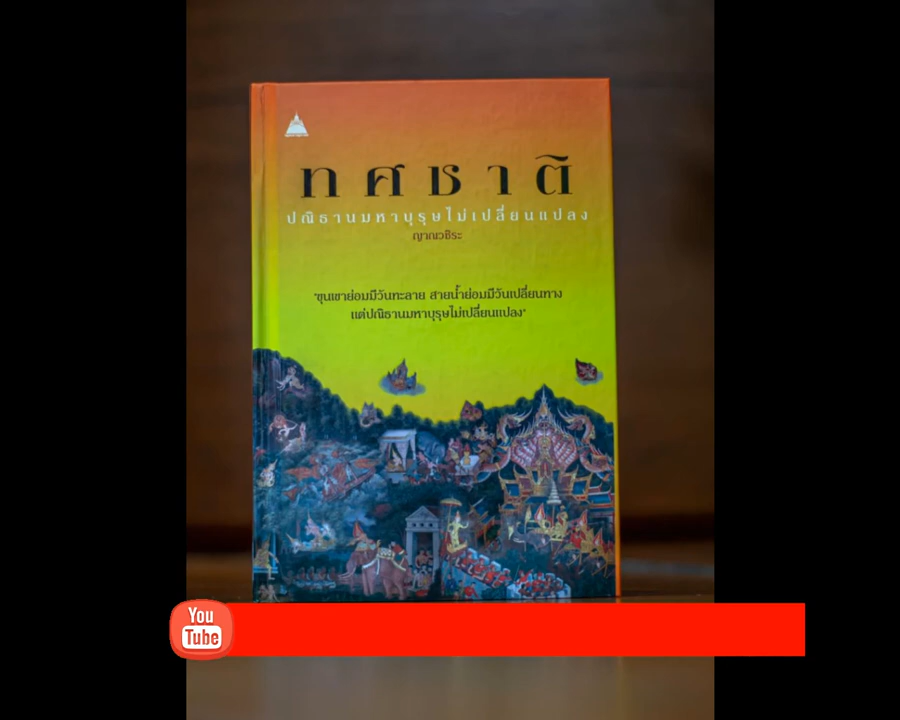 ทศชาติ
ปณิธานมหาบุรุษไม่เปลี่ยนแปลง
ญาณวชิระ
"ขุนเขาย่อมมีวันทะลาย สายน้ำย่อมมีวันเปลี่ยนทาง
แต่ปณิธานมหาบุรุษไม่เปลี่ยนแปลง"
You
Tube